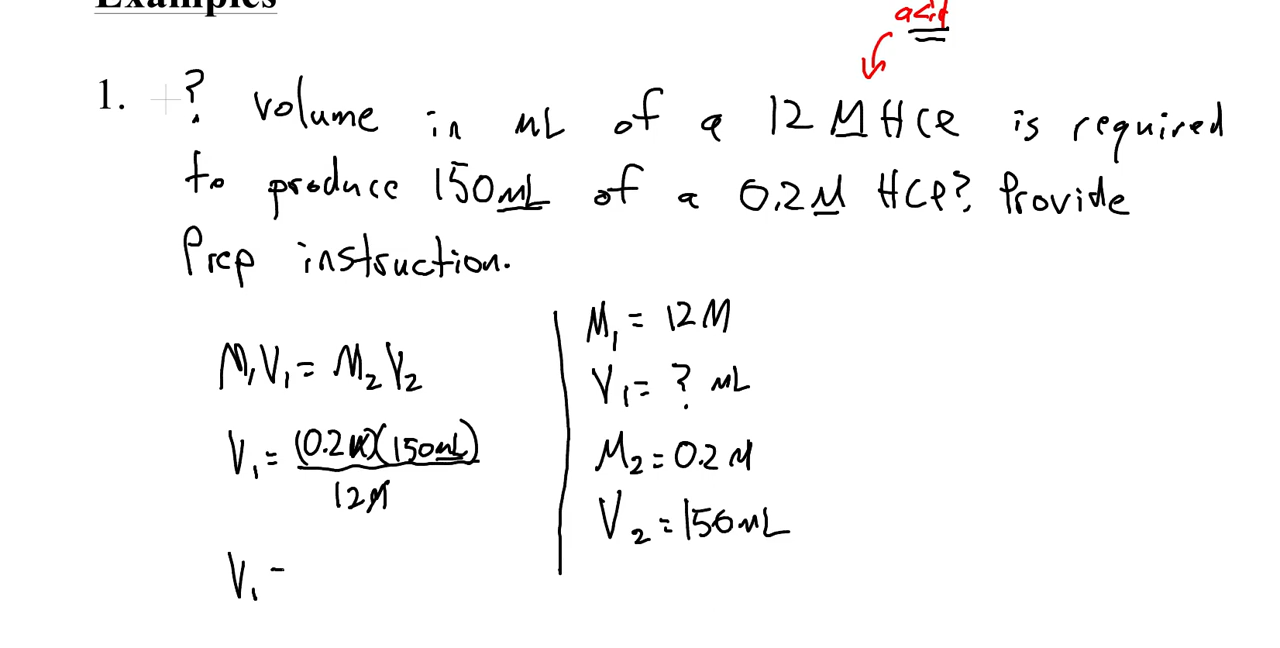 Examples
acid
1. ? volume in mL of a 12 M HCl is required
to produce 150mL of a 0.2M HCl? Provide
Prep instruction.
M₁V₁ = M₂V₂
V₁ = (0.2M)(150mL)
12M
V₁ =
M₁ = 12M
V₁ = ? mL
M₂ = 0.2M
V₂ = 150mL